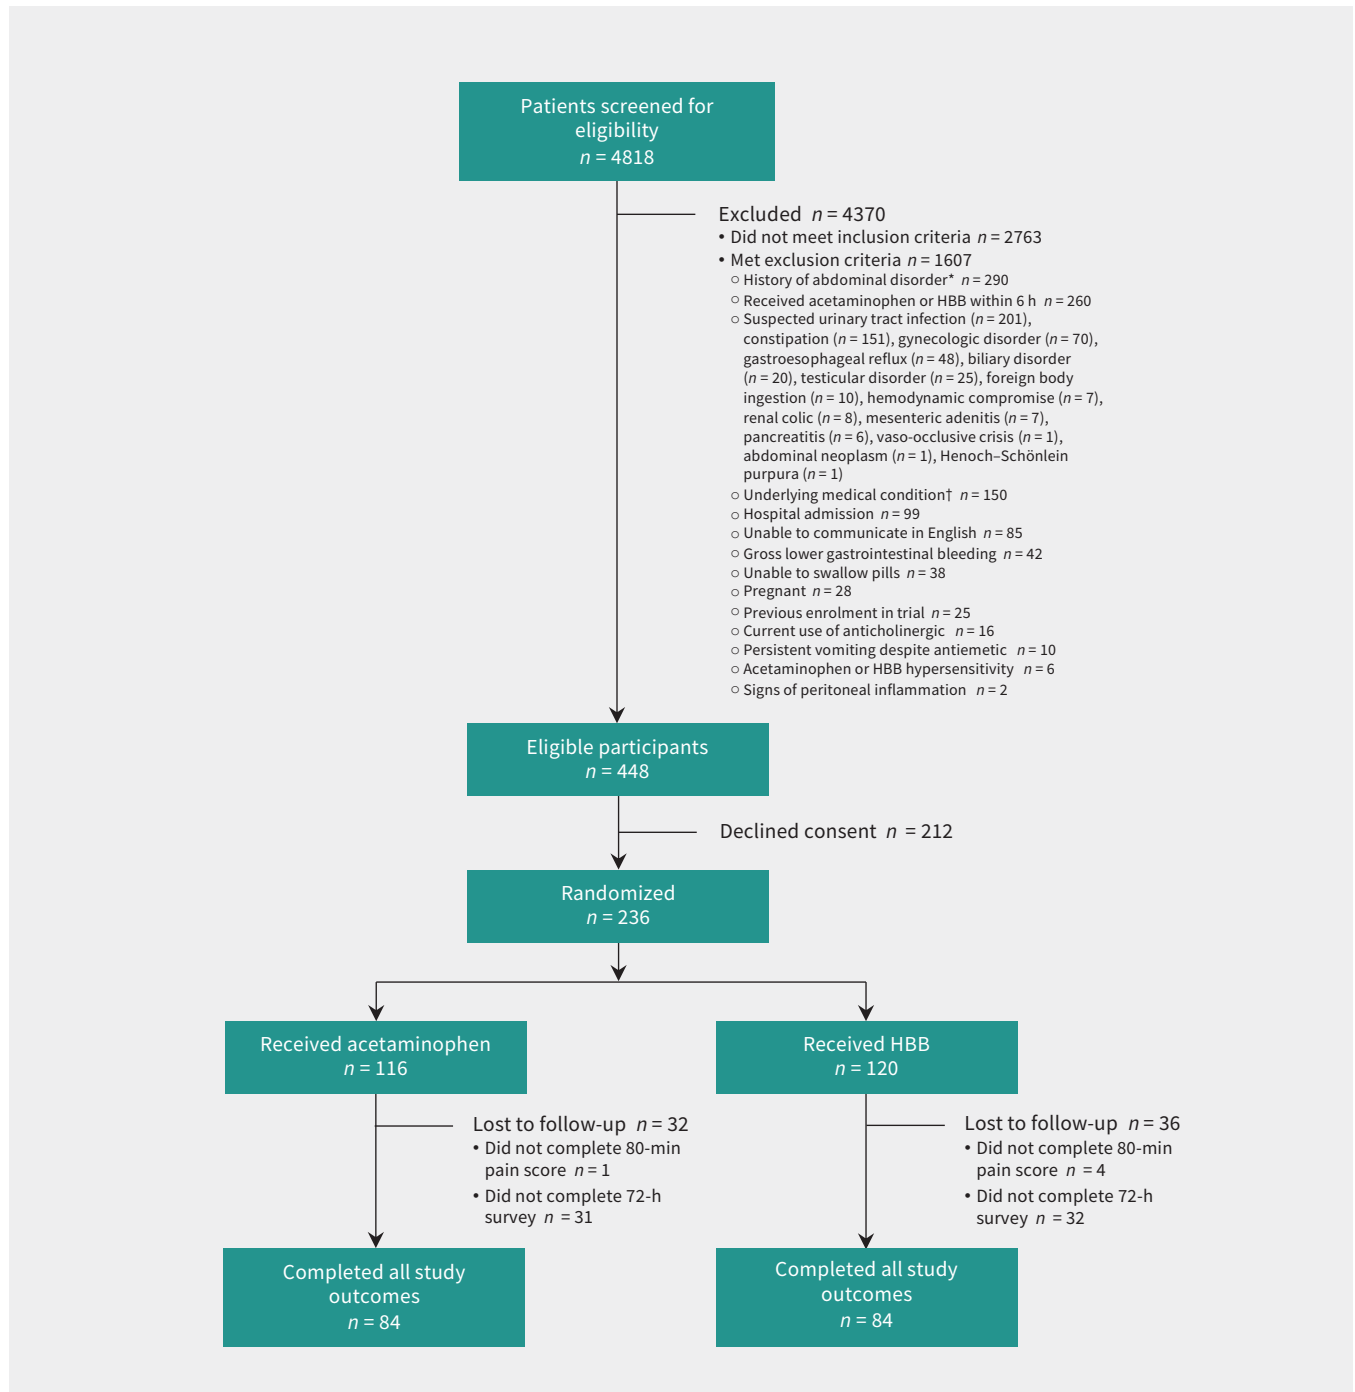 Patients screened for
eligibility
n = 4818
Excluded n = 4370
• Did not meet inclusion criteria n = 2763
• Met exclusion criteria n = 1607
○ History of abdominal disorder* n = 290
○ Received acetaminophen or HBB within 6 h n = 260
○ Suspected urinary tract infection (n = 201),
constipation (n = 151), gynecologic disorder (n = 70),
gastroesophageal reflux (n = 48), biliary disorder
(n = 20), testicular disorder (n = 25), foreign body
ingestion (n = 10), hemodynamic compromise (n = 7),
renal colic (n = 8), mesenteric adenitis (n = 7),
pancreatitis (n = 6), vaso-occlusive crisis (n = 1),
abdominal neoplasm (n = 1), Henoch–Schönlein
purpura (n = 1)
○ Underlying medical condition† n = 150
○ Hospital admission n = 99
○ Unable to communicate in English n = 85
○ Gross lower gastrointestinal bleeding n = 42
○ Unable to swallow pills n = 38
○ Pregnant n = 28
○ Previous enrolment in trial n = 25
○ Current use of anticholinergic n = 16
○ Persistent vomiting despite antiemetic n = 10
○ Acetaminophen or HBB hypersensitivity n = 6
○ Signs of peritoneal inflammation n = 2
Eligible participants
n = 448
Declined consent n = 212
Randomized
n = 236
Received acetaminophen
n = 116
Lost to follow-up n = 32
• Did not complete 80-min
pain score n = 1
• Did not complete 72-h
survey n = 31
Completed all study
outcomes
n = 84
Received HBB
n = 120
Lost to follow-up n = 36
• Did not complete 80-min
pain score n = 4
• Did not complete 72-h
survey n = 32
Completed all study
outcomes
n = 84